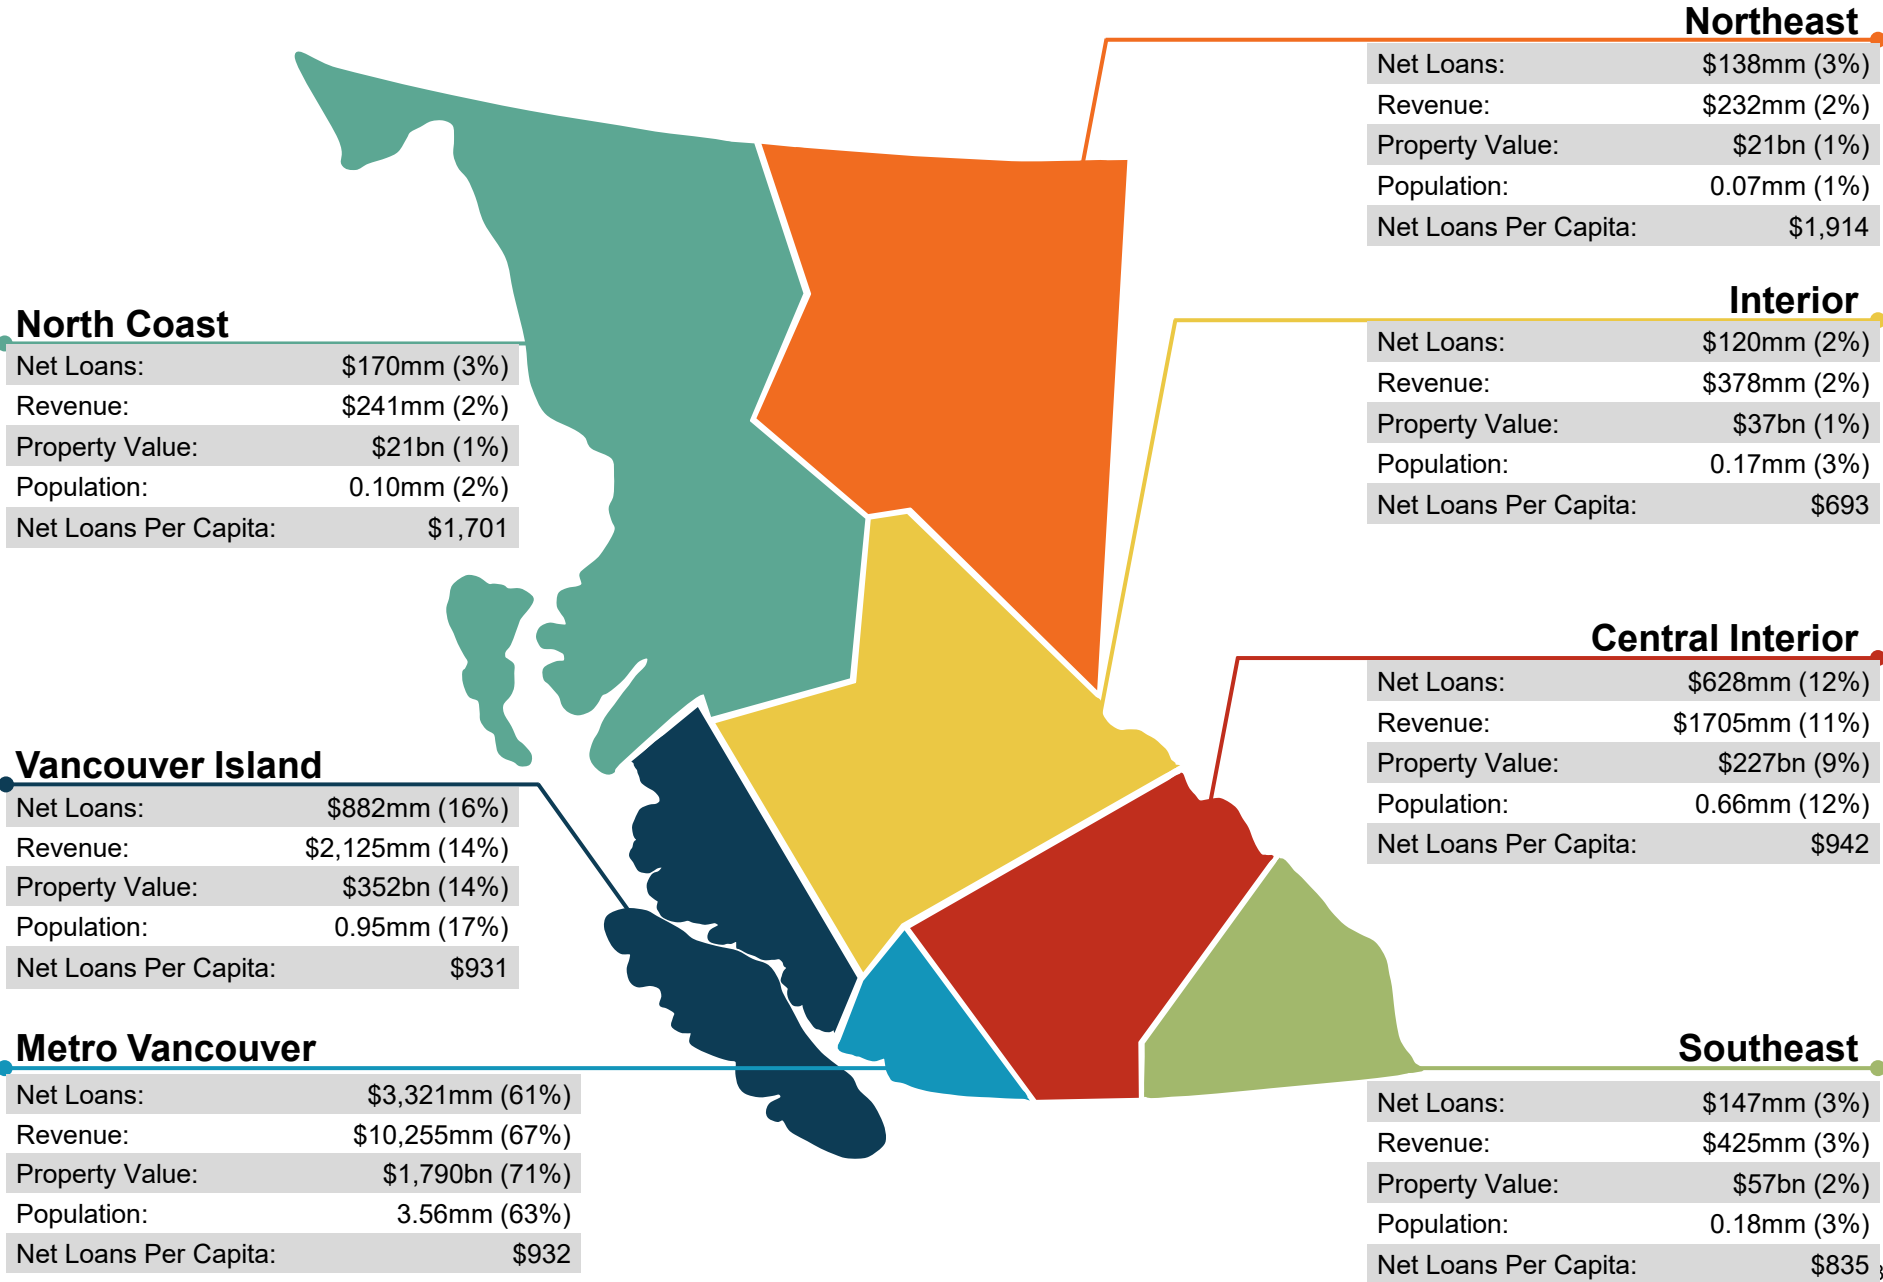 Northeast
Net Loans: $138mm (3%)
Revenue: $232mm (2%)
Property Value: $21bn (1%)
Population: 0.07mm (1%)
Net Loans Per Capita: $1,914
Interior
Net Loans: $120mm (2%)
Revenue: $378mm (2%)
Property Value: $37bn (1%)
Population: 0.17mm (3%)
Net Loans Per Capita: $693
North Coast
Net Loans: $170mm (3%)
Revenue: $241mm (2%)
Property Value: $21bn (1%)
Population: 0.10mm (2%)
Net Loans Per Capita: $1,701
Central Interior
Net Loans: $628mm (12%)
Revenue: $1705mm (11%)
Property Value: $227bn (9%)
Population: 0.66mm (12%)
Net Loans Per Capita: $942
Vancouver Island
Net Loans: $882mm (16%)
Revenue: $2,125mm (14%)
Property Value: $352bn (14%)
Population: 0.95mm (17%)
Net Loans Per Capita: $931
Metro Vancouver
Net Loans: $3,321mm (61%)
Revenue: $10,255mm (67%)
Property Value: $1,790bn (71%)
Population: 3.56mm (63%)
Net Loans Per Capita: $932
Southeast
Net Loans: $147mm (3%)
Revenue: $425mm (3%)
Property Value: $57bn (2%)
Population: 0.18mm (3%)
Net Loans Per Capita: $835